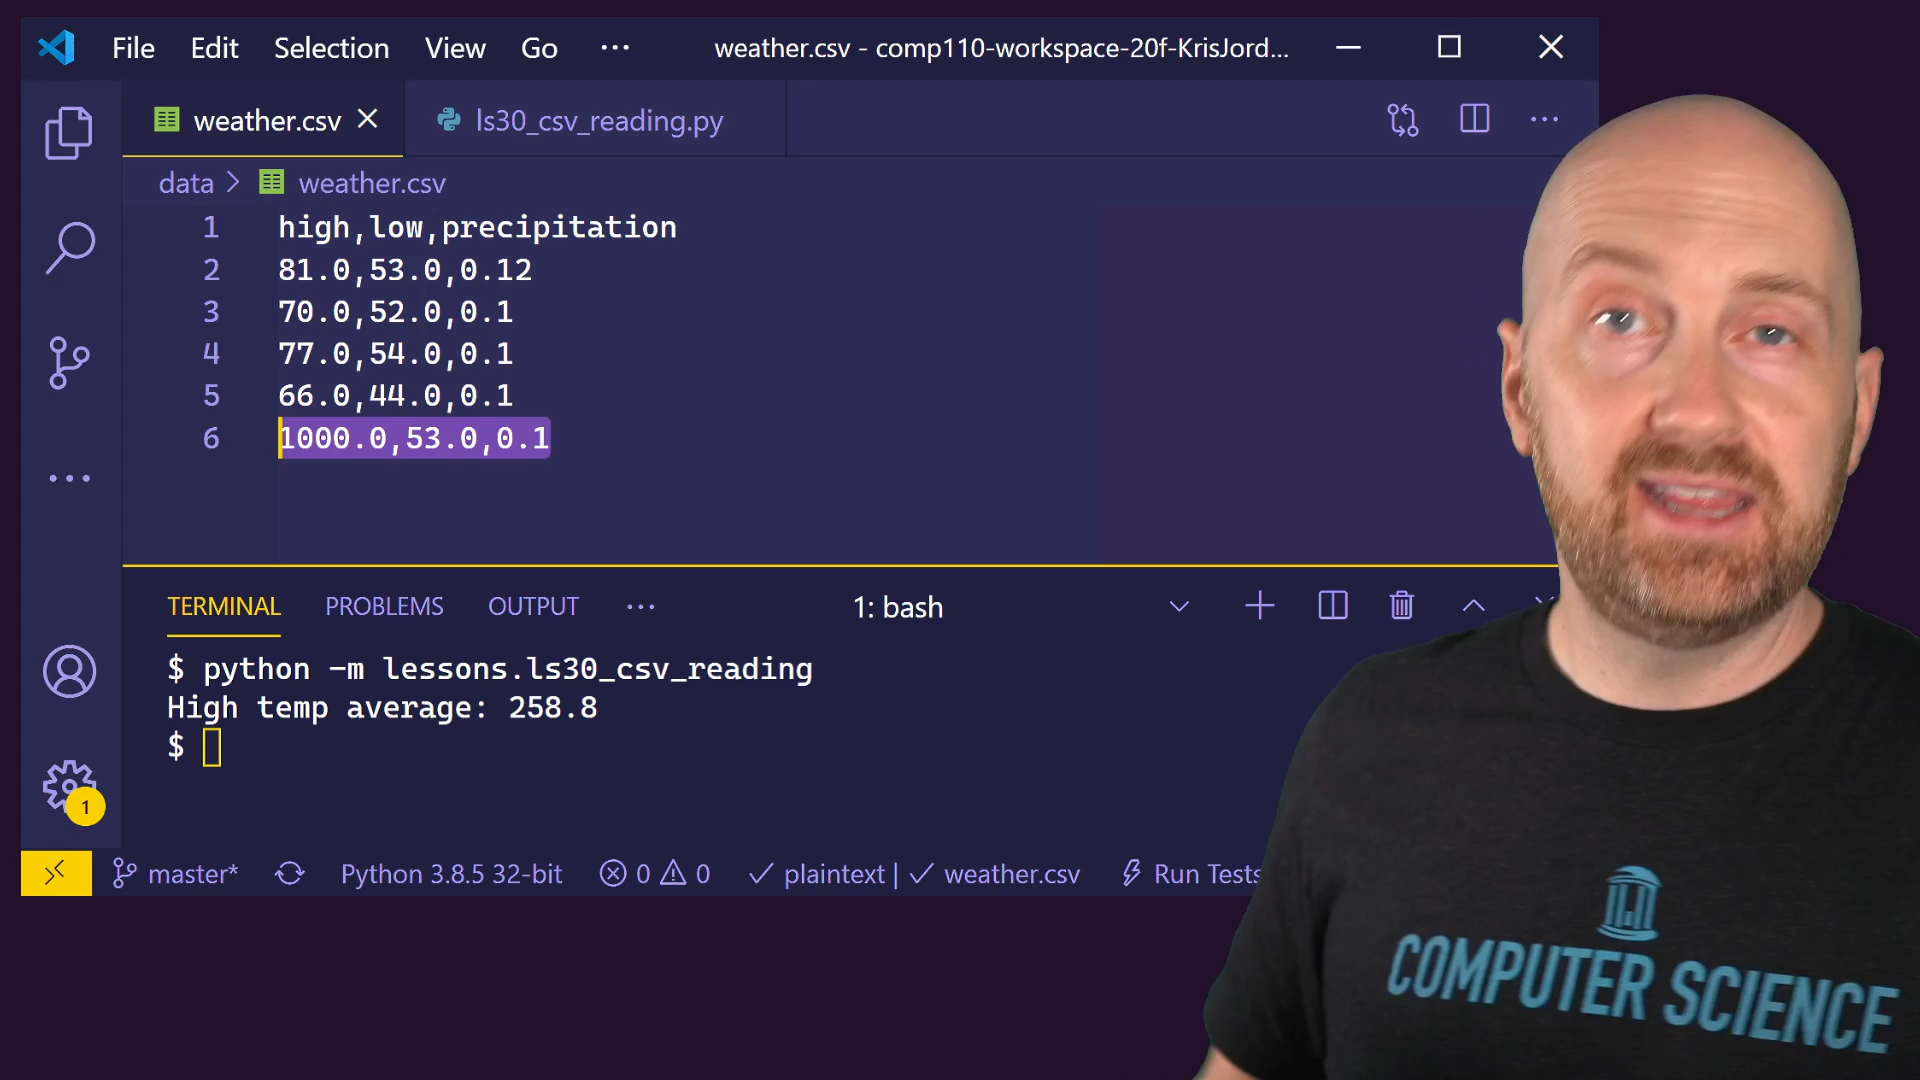 File Edit Selection View Go ... weather.csv - comp110-workspace-20f-KrisJord...
weather.csv ls30_csv_reading.py
data > weather.csv
1 high,low,precipitation
2 81.0,53.0,0.12
3 70.0,52.0,0.1
4 77.0,54.0,0.1
5 66.0,44.0,0.1
6 1000.0,53.0,0.1
TERMINAL PROBLEMS OUTPUT ... 1: bash
$ python -m lessons.ls30_csv_reading
High temp average: 258.8
$
1
master* Python 3.8.5 32-bit 0 0 plaintext | weather.csv Run Tests
COMPUTER SCIENCE